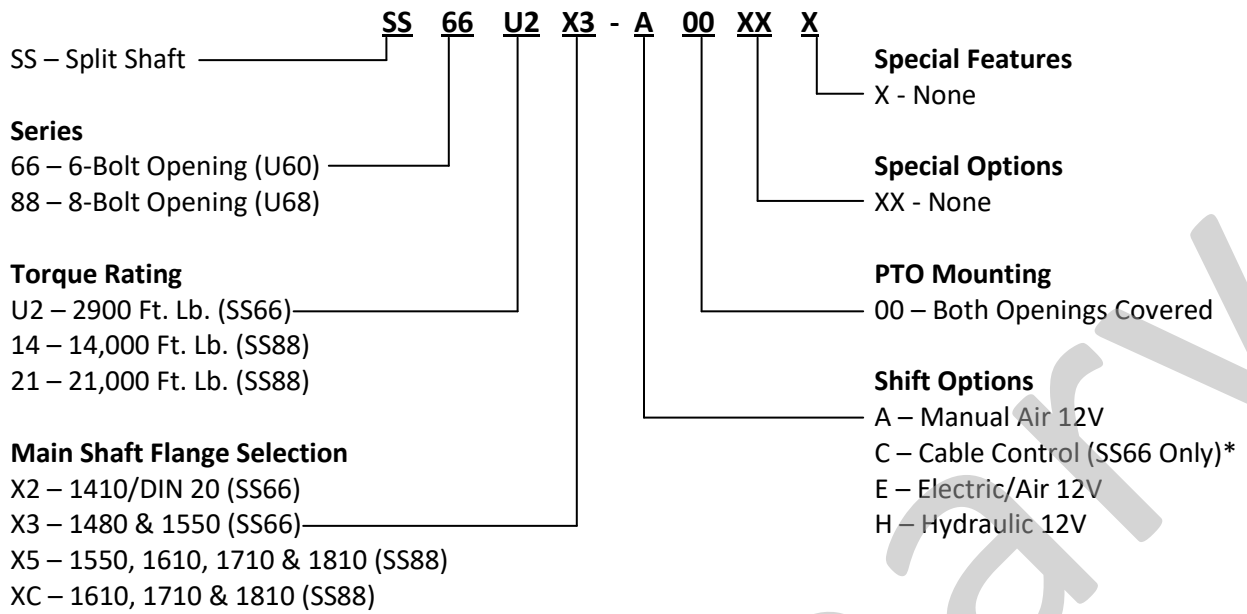 SS 66 U2 X3 - A 00 XX X
SS – Split Shaft
Series
66 – 6-Bolt Opening (U60)
88 – 8-Bolt Opening (U68)
Torque Rating
U2 – 2900 Ft. Lb. (SS66)
14 – 14,000 Ft. Lb. (SS88)
21 – 21,000 Ft. Lb. (SS88)
Main Shaft Flange Selection
X2 – 1410/DIN 20 (SS66)
X3 – 1480 & 1550 (SS66)
X5 – 1550, 1610, 1710 & 1810 (SS88)
XC – 1610, 1710 & 1810 (SS88)
Special Features
X - None
Special Options
XX - None
PTO Mounting
00 – Both Openings Covered
Shift Options
A – Manual Air 12V
C – Cable Control (SS66 Only)*
E – Electric/Air 12V
H – Hydraulic 12V